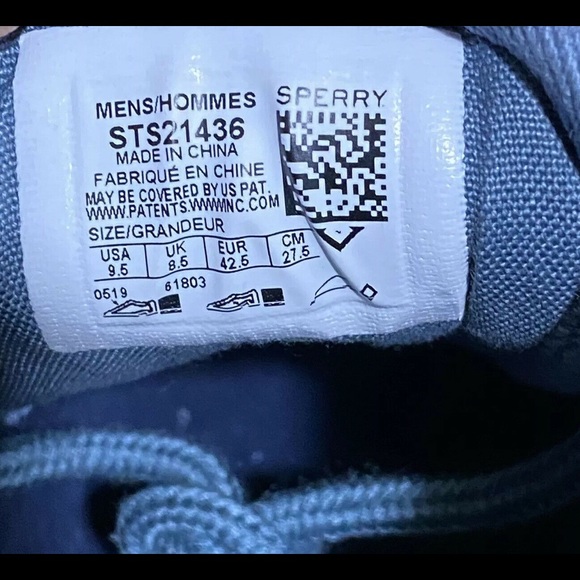 MENS/HOMMES
SPERRY
STS21436
MADE IN CHINA
FABRIQUÉ EN CHINE
MAY BE COVERED BY US PAT.
WWW.PATENTS.WWWINC.COM
SIZE/GRANDEUR
USA UK EUR CM
9.5 8.5 42.5 27.5
0519 61803